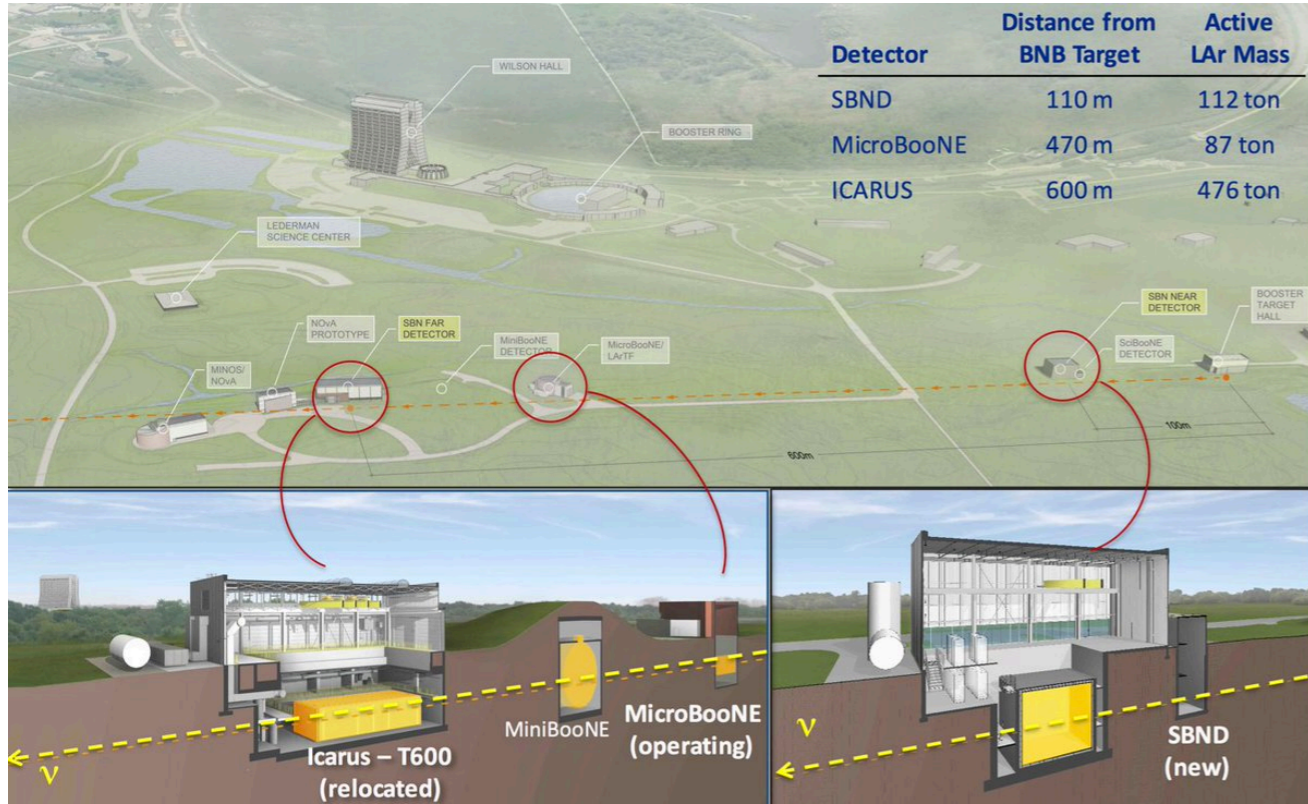 Detector Distance from BNB Target Active LAr Mass
SBND 110 m 112 ton
MicroBooNE 470 m 87 ton
ICARUS 600 m 476 ton
WILSON HALL
BOOSTER RING
LEDERMAN
SCIENCE CENTER
NOvA
PROTOTYPE
SBN FAR
DETECTOR
MiniBooNE
DETECTOR
MicroBooNE/
LArTF
SBN NEAR
DETECTOR
BOOSTER
TARGET
HALL
SciBooNE
DETECTOR
MINOS/
NOvA
100m
600m
MiniBooNE
MicroBooNE
(operating)
ν
Icarus – T600
(relocated)
ν
SBND
(new)